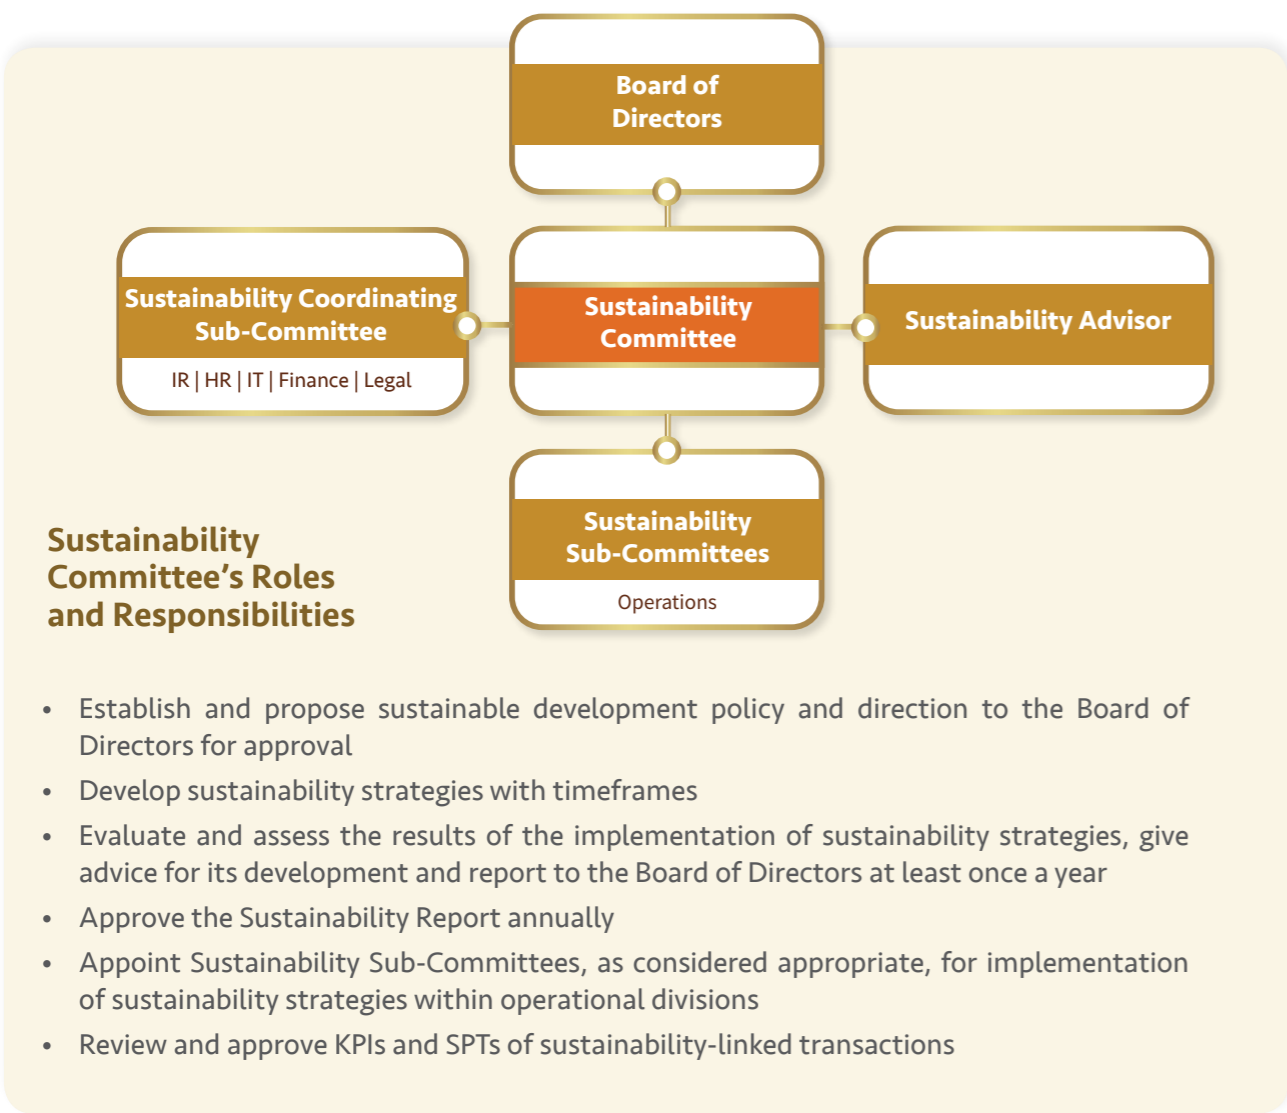 Board of
Directors
Sustainability Coordinating
Sub-Committee
IR | HR | IT | Finance | Legal
Sustainability
Committee
Sustainability Advisor
Sustainability
Sub-Committees
Operations
Sustainability
Committee’s Roles
and Responsibilities
• Establish and propose sustainable development policy and direction to the Board of
Directors for approval
• Develop sustainability strategies with timeframes
• Evaluate and assess the results of the implementation of sustainability strategies, give
advice for its development and report to the Board of Directors at least once a year
• Approve the Sustainability Report annually
• Appoint Sustainability Sub-Committees, as considered appropriate, for implementation
of sustainability strategies within operational divisions
• Review and approve KPIs and SPTs of sustainability-linked transactions